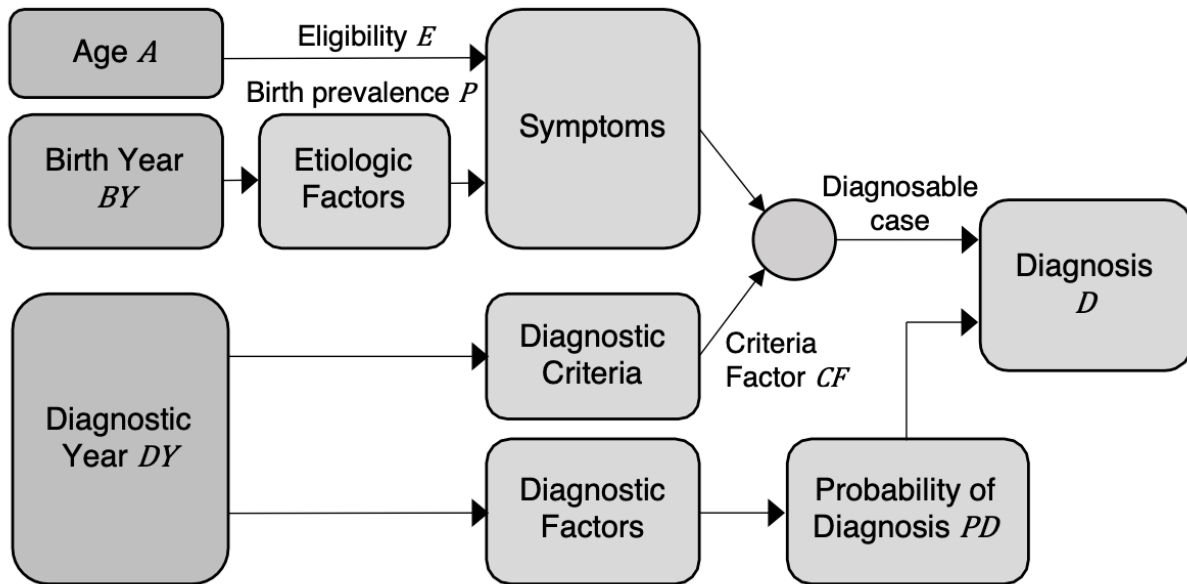 Age A
Eligibility E
Birth prevalence P
Symptoms
Birth Year
BY
Etiologic
Factors
Diagnosable
case
Diagnosis
D
Diagnostic
Criteria
Criteria
Factor CF
Diagnostic
Year DY
Diagnostic
Factors
Probability of
Diagnosis PD